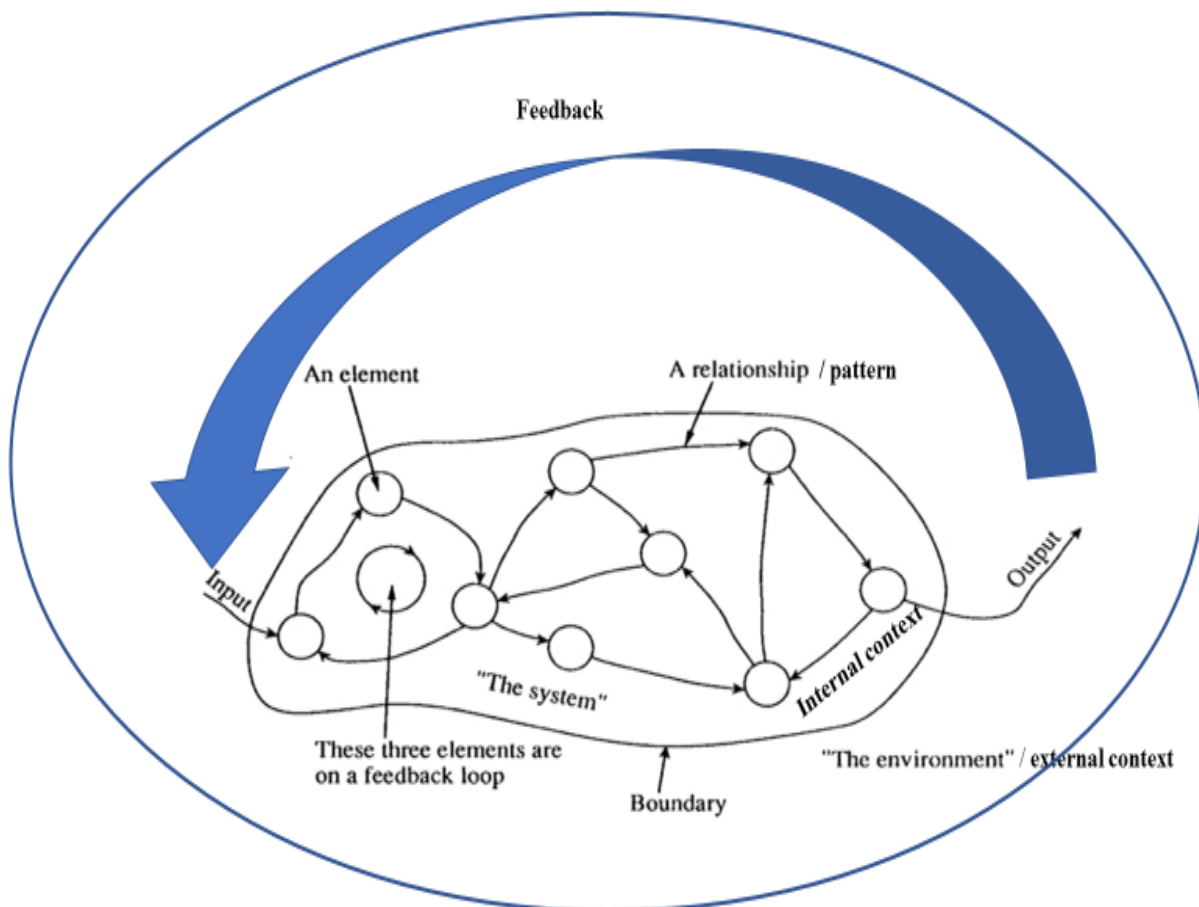 Feedback
An element
A relationship / pattern
Input
Output
Internal context
"The system"
These three elements are
on a feedback loop
"The environment" / external context
Boundary